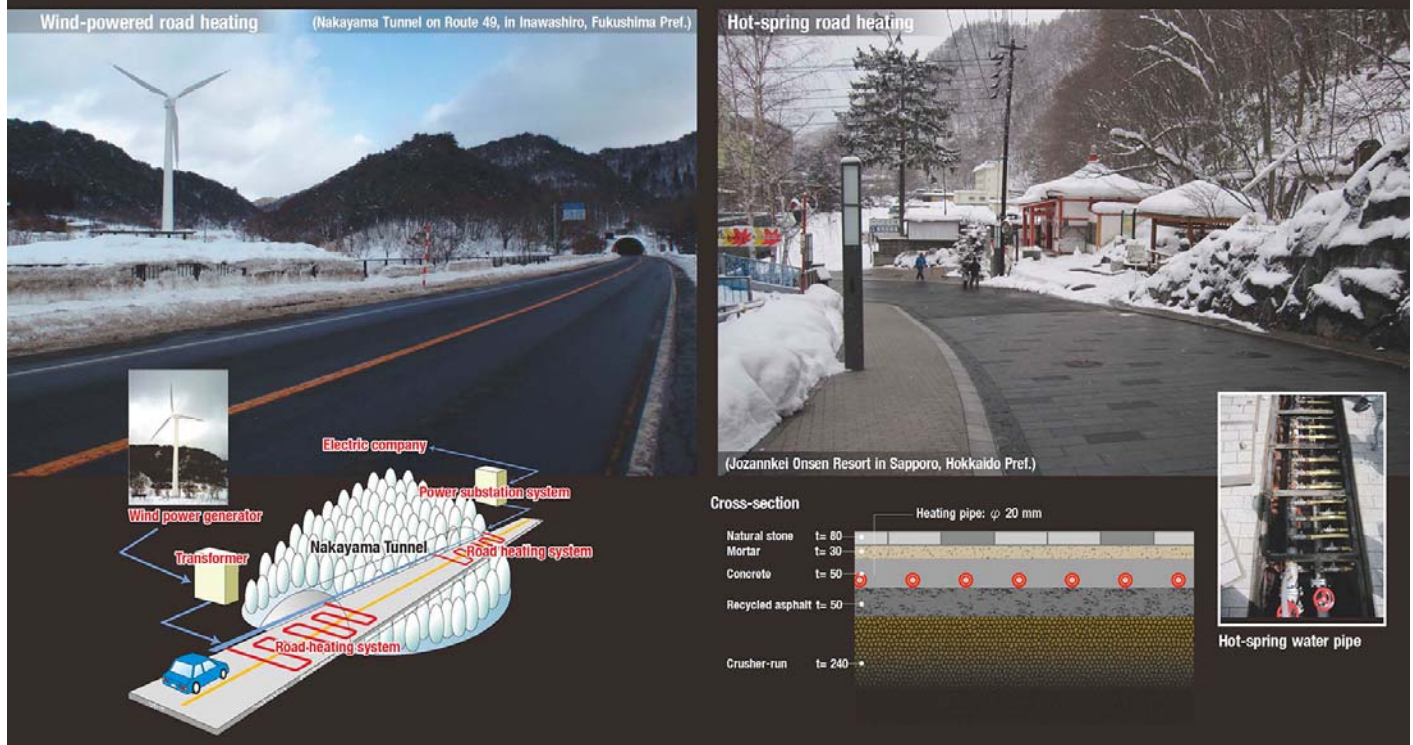 Wind-powered road heating
(Nakayama Tunnel on Route 49, in Inawashiro, Fukushima Pref.)
Electric company
Power substation system
Wind power generator
Nakayama Tunnel
Road heating system
Transformer
Road heating system
Hot-spring road heating
(Jozannkei Onsen Resort in Sapporo, Hokkaido Pref.)
Cross-section
Heating pipe: φ 20 mm
Natural stone t= 80
Mortar t= 30
Concrete t= 50
Recycled asphalt t= 50
Crusher-run t= 240
Hot-spring water pipe